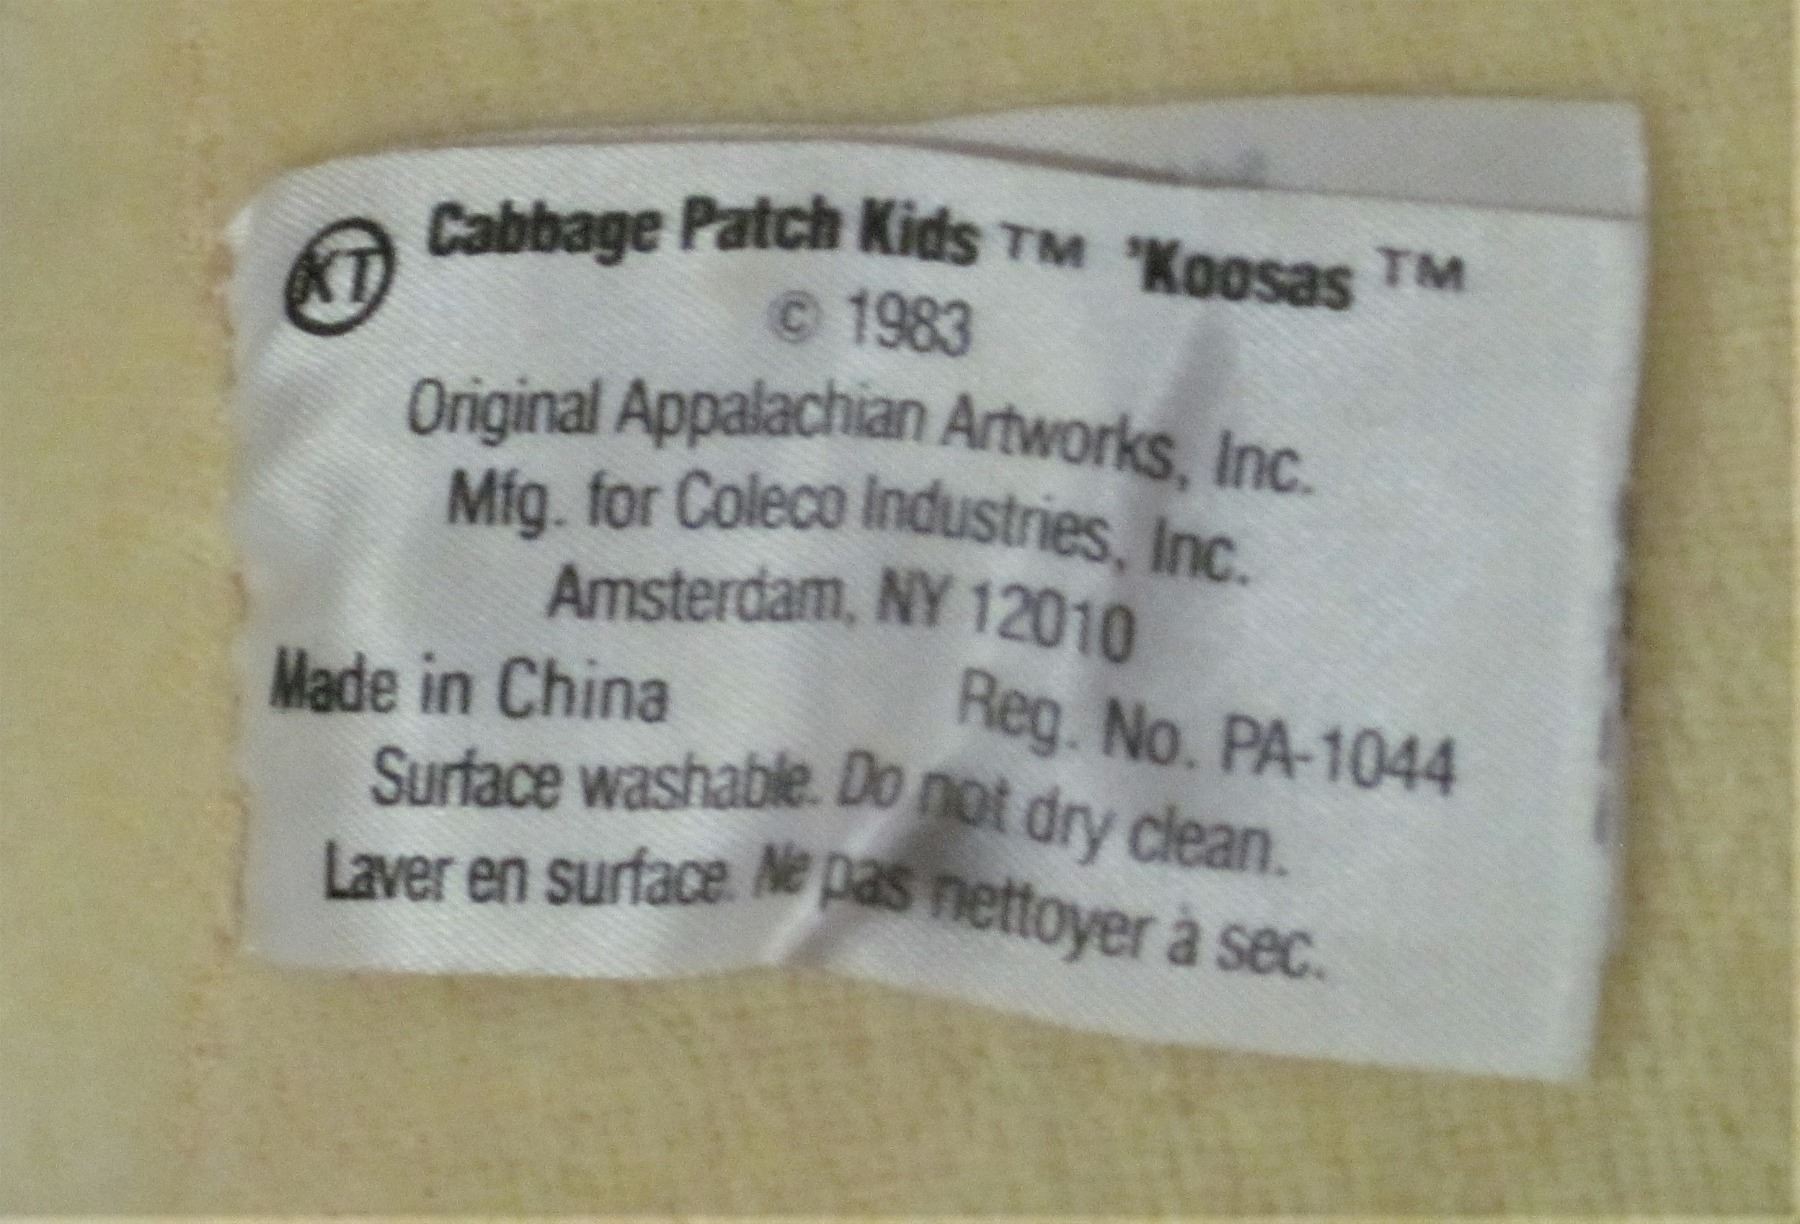 KT Cabbage Patch Kids ™ 'Koosas ™
© 1983
Original Appalachian Artworks, Inc.
Mfg. for Coleco Industries, Inc.
Amsterdam, NY 12010
Made in China Reg. No. PA-1044
Surface washable. Do not dry clean.
Laver en surface. Ne pas nettoyer à sec.